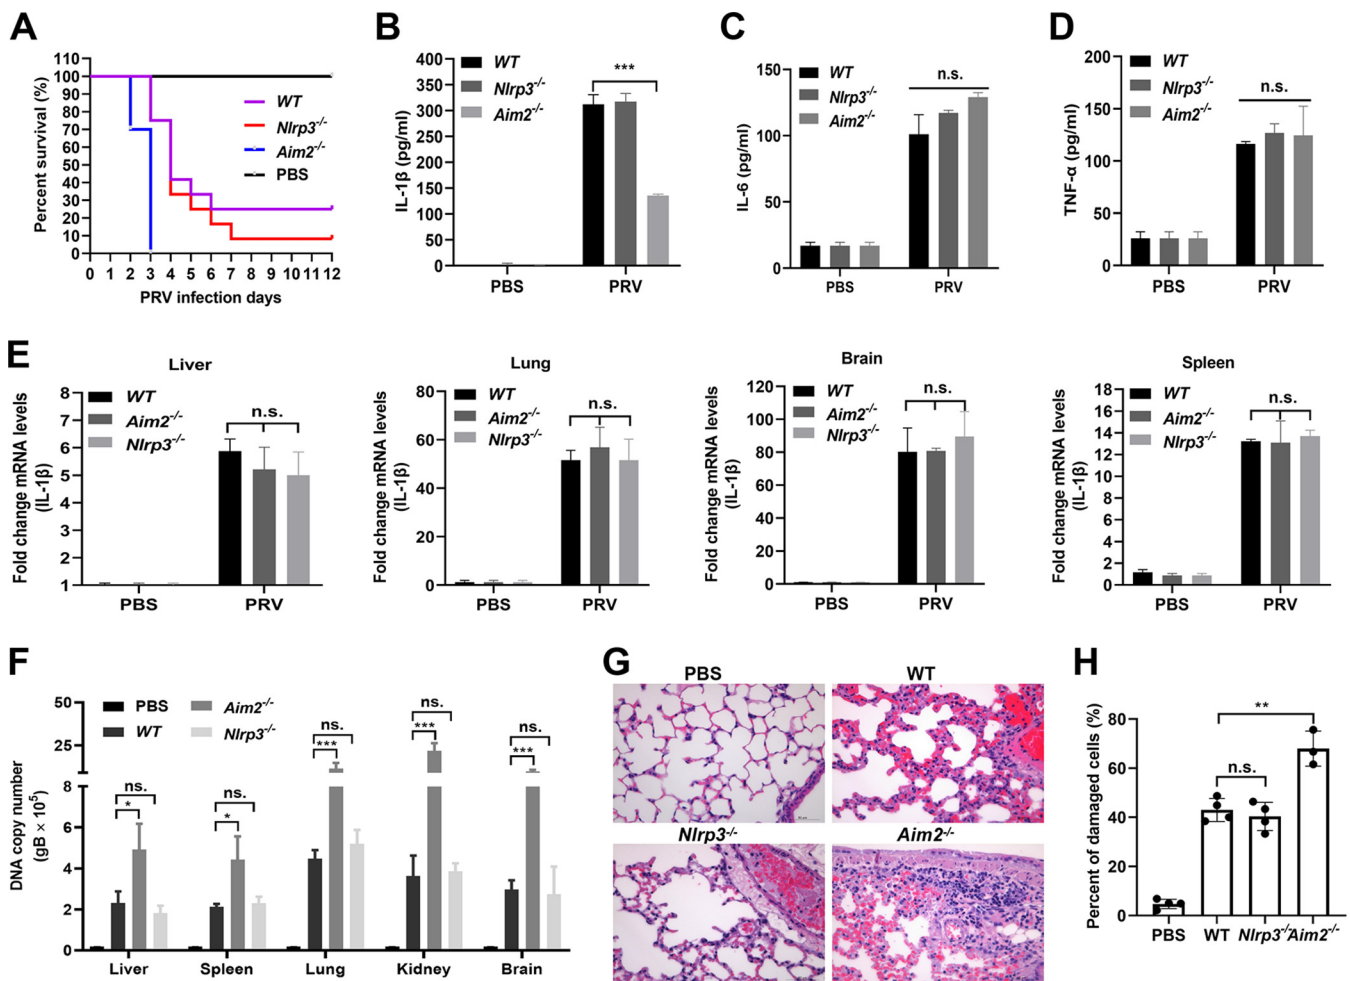 A
Percent survival (%)
110
100
90
80
70
60
50
40
30
20
10
0
WT
Nlrp3-/-
Aim2-/-
PBS
0 1 2 3 4 5 6 7 8 9 10 11 12
PRV infection days
B
IL-1β (pg/ml)
400
350
300
250
200
150
100
50
0
WT
Nlrp3-/-
Aim2-/-
***
PBS PRV
C
IL-6 (pg/ml)
150
100
50
0
WT
Nlrp3-/-
Aim2-/-
n.s.
PBS PRV
D
TNF-α (pg/ml)
200
150
100
50
0
WT
Nlrp3-/-
Aim2-/-
n.s.
PBS PRV
E
Liver
Fold change mRNA levels
(IL-1β)
8
7
6
5
4
3
2
1
WT
Aim2-/-
Nlrp3-/-
n.s.
PBS PRV
Lung
Fold change mRNA levels
(IL-1β)
80
60
40
20
0
WT
Aim2-/-
Nlrp3-/-
n.s.
PBS PRV
Brain
Fold change mRNA levels
(IL-1β)
120
100
80
60
40
20
0
WT
Aim2-/-
Nlrp3-/-
n.s.
PBS PRV
Spleen
Fold change mRNA levels
(IL-1β)
18
16
14
12
10
8
6
4
2
0
WT
Aim2-/-
Nlrp3-/-
n.s.
PBS PRV
F
DNA copy number
(gB × 10⁵)
50
25
8
6
4
2
0
PBS
WT
Aim2-/-
Nlrp3-/-
ns.
*
ns.
*
ns.
***
ns.
***
ns.
***
Liver Spleen Lung Kidney Brain
G
PBS WT
Nlrp3-/- Aim2-/-
H
Percent of damaged cells (%)
80
60
40
20
0
**
n.s.
PBS WT Nlrp3-/- Aim2-/-